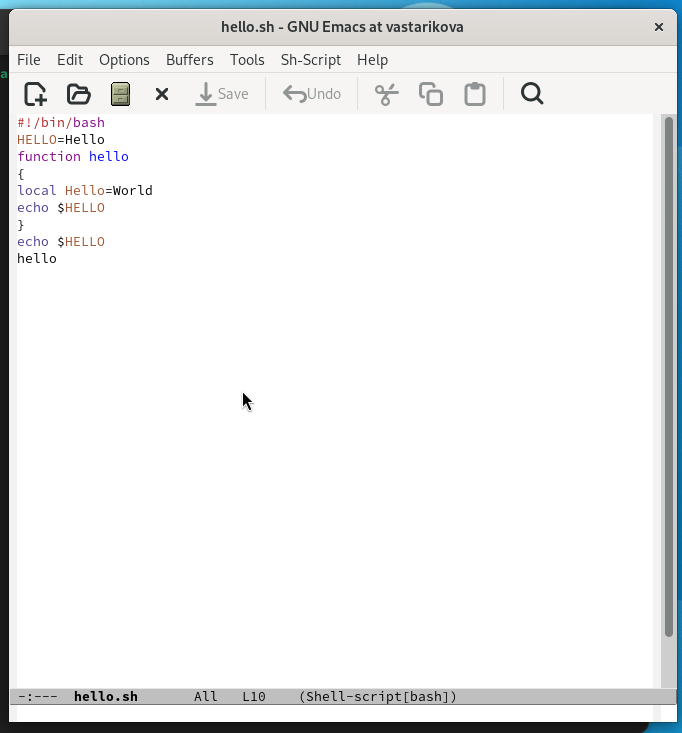 hello.sh - GNU Emacs at vastarikova
File Edit Options Buffers Tools Sh-Script Help
Save Undo
a
#!/bin/bash
HELLO=Hello
function hello
{
local Hello=World
echo $HELLO
}
echo $HELLO
hello
-:--- hello.sh All L10 (Shell-script[bash])